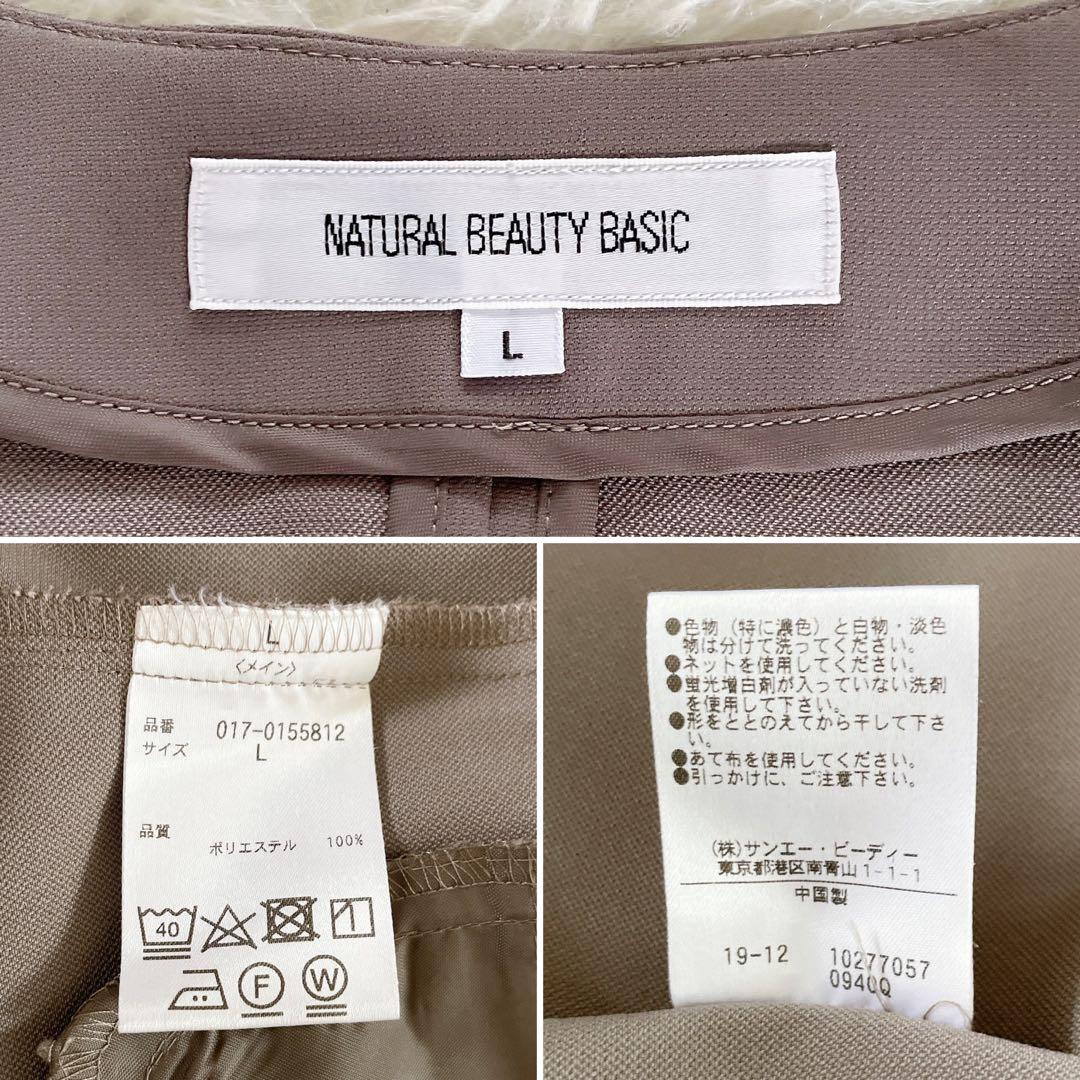 NATURAL BEAUTY BASIC
L
L
〈メイン〉
品番 017-0155812
サイズ L
品質
ポリエステル 100%
40
F
W
●色物(特に濃色)と白物・淡色
物は分けて洗ってください。
●ネットを使用してください。
●蛍光増白剤が入っていない洗剤
を使用して下さい。
●形をととのえてから干して下さ
い。
●あて布を使用してください。
●引っかけに、ご注意下さい。
(株)サンエー・ビーディー
東京都港区南青山1-1-1
中国製
19-12 10277057
0940Q